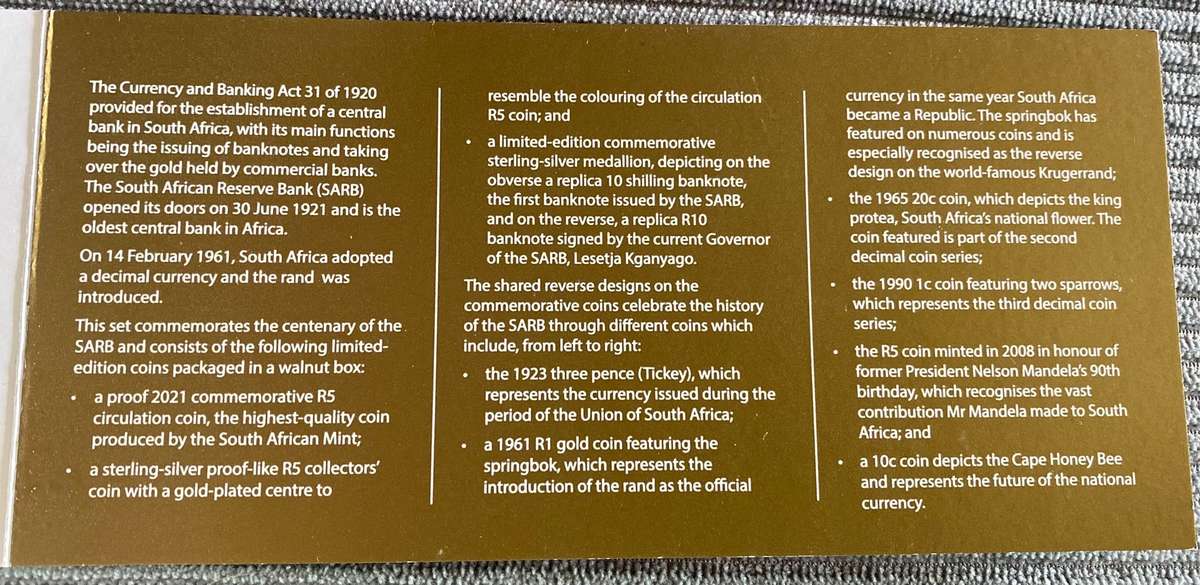 The Currency and Banking Act 31 of 1920
provided for the establishment of a central
bank in South Africa, with its main functions
being the issuing of banknotes and taking
over the gold held by commercial banks.
The South African Reserve Bank (SARB)
opened its doors on 30 June 1921 and is the
oldest central bank in Africa.
On 14 February 1961, South Africa adopted
a decimal currency and the rand was
introduced.
This set commemorates the centenary of the
SARB and consists of the following limited-
edition coins packaged in a walnut box:
• a proof 2021 commemorative R5
circulation coin, the highest-quality coin
produced by the South African Mint;
• a sterling-silver proof-like R5 collectors'
coin with a gold-plated centre to
resemble the colouring of the circulation
R5 coin; and
• a limited-edition commemorative
sterling-silver medallion, depicting on the
obverse a replica 10 shilling banknote,
the first banknote issued by the SARB,
and on the reverse, a replica R10
banknote signed by the current Governor
of the SARB, Lesetja Kganyago.
The shared reverse designs on the
commemorative coins celebrate the history
of the SARB through different coins which
include, from left to right:
• the 1923 three pence (Tickey), which
represents the currency issued during the
period of the Union of South Africa;
• a 1961 R1 gold coin featuring the
springbok, which represents the
introduction of the rand as the official
currency in the same year South Africa
became a Republic. The springbok has
featured on numerous coins and is
especially recognised as the reverse
design on the world-famous Krugerrand;
• the 1965 20c coin, which depicts the king
protea, South Africa's national flower. The
coin featured is part of the second
decimal coin series;
• the 1990 1c coin featuring two sparrows,
which represents the third decimal coin
series;
• the R5 coin minted in 2008 in honour of
former President Nelson Mandela's 90th
birthday, which recognises the vast
contribution Mr Mandela made to South
Africa; and
• a 10c coin depicts the Cape Honey Bee
and represents the future of the national
currency.